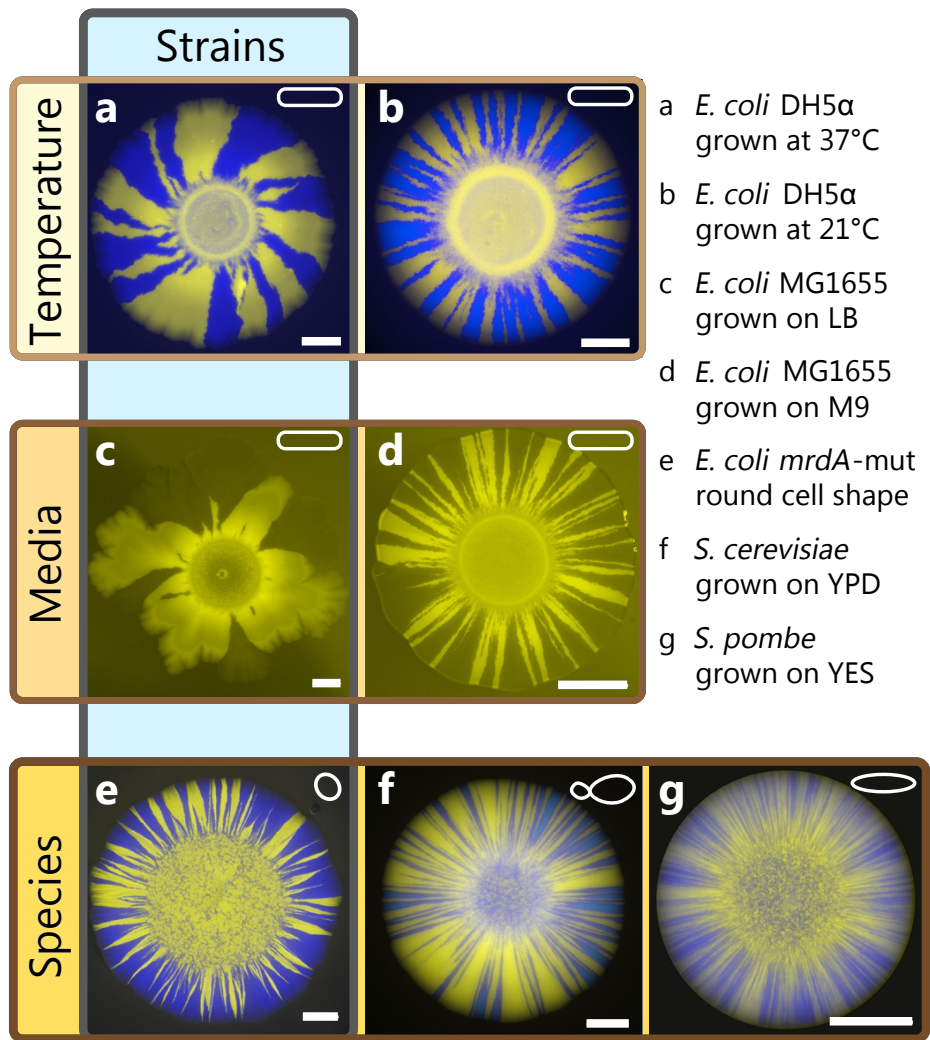 Strains
Temperature
a
b
Media
c
d
Species
e
f
g
a E. coli DH5α
grown at 37°C
b E. coli DH5α
grown at 21°C
c E. coli MG1655
grown on LB
d E. coli MG1655
grown on M9
e E. coli mrdA-mut
round cell shape
f S. cerevisiae
grown on YPD
g S. pombe
grown on YES